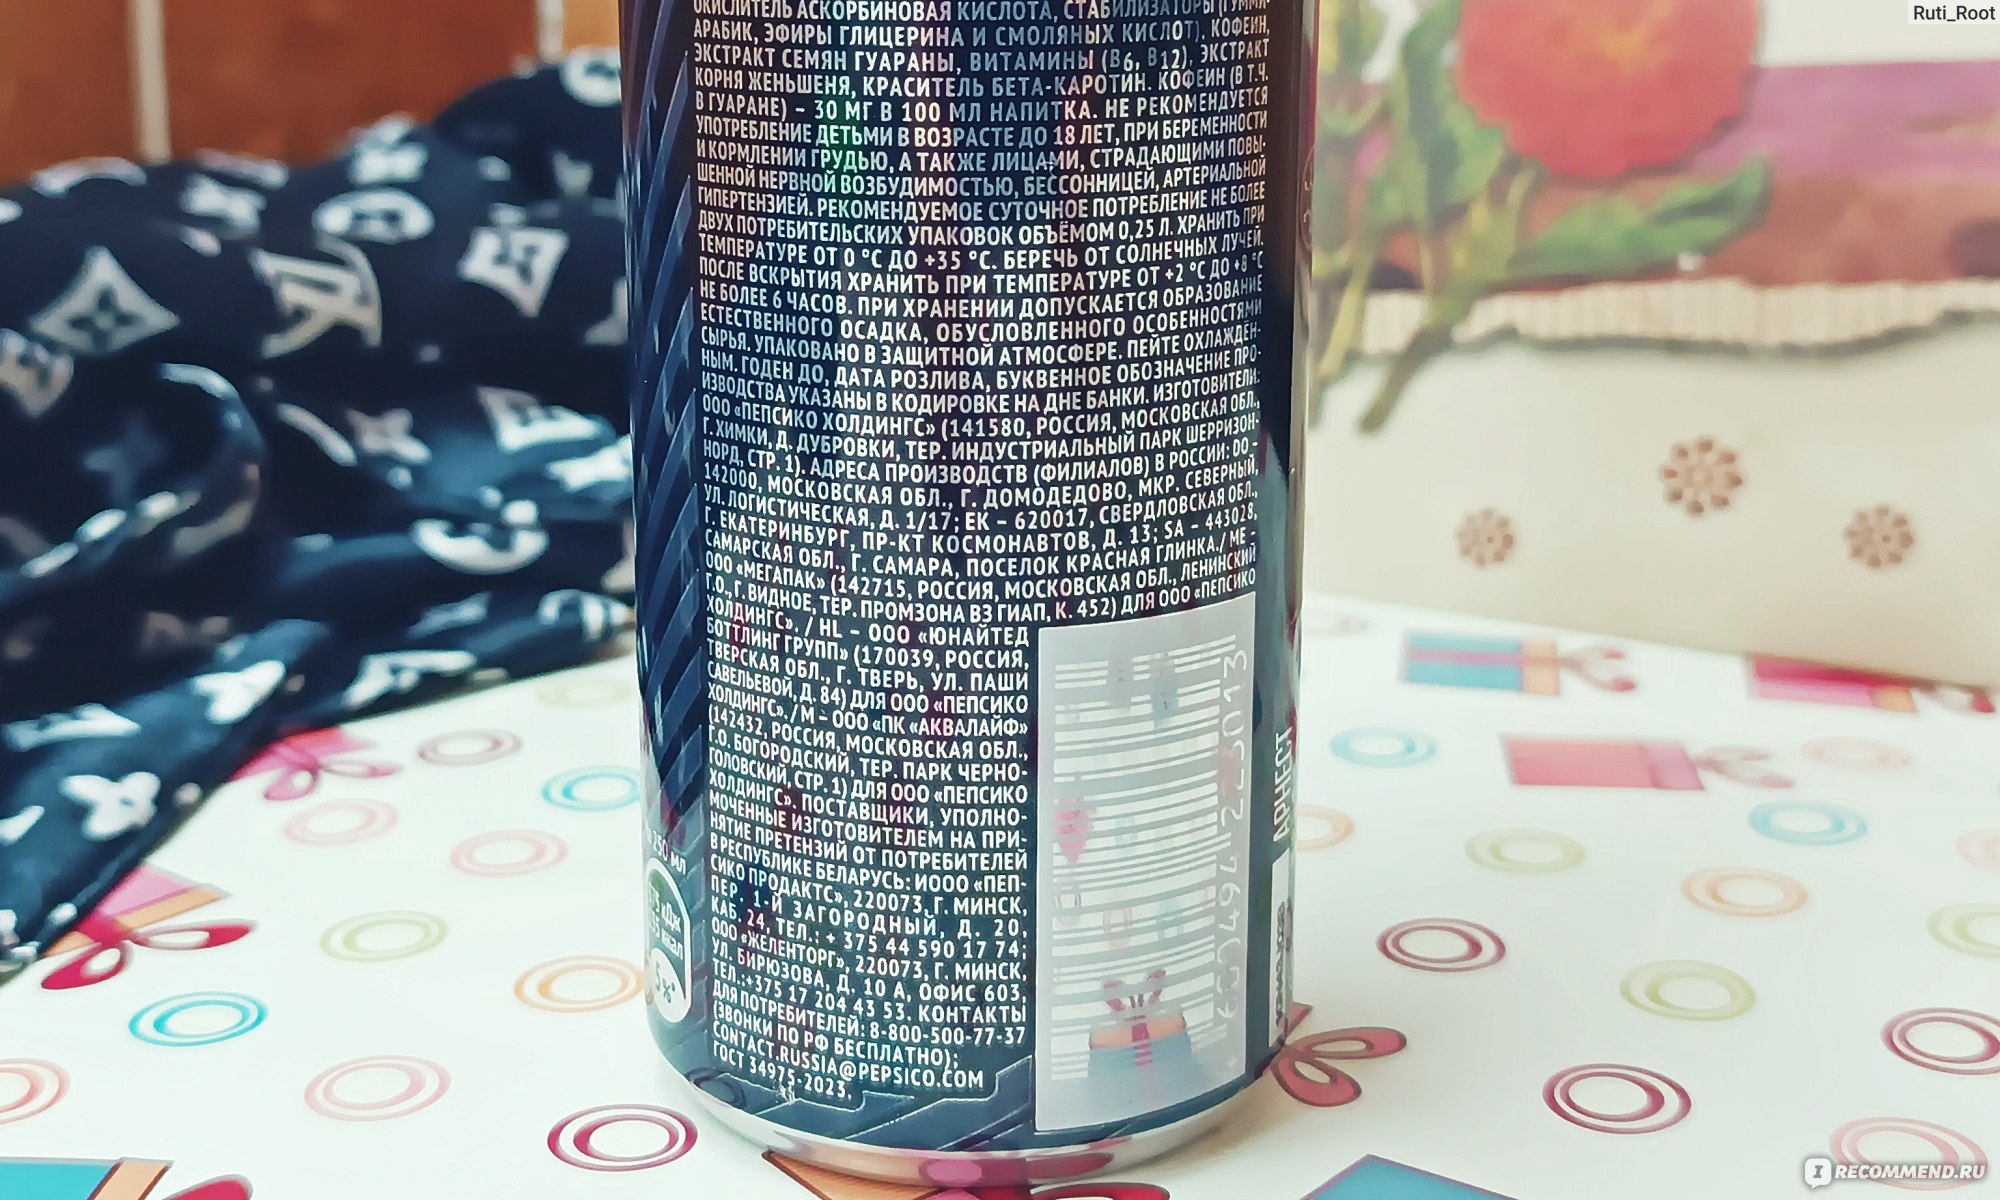 Ruti_Root
ОКИСЛИТЕЛЬ АСКОРБИНОВАЯ КИСЛОТА, СТАБИЛИЗАТОРЫ (ГУММИ-
АРАБИК, ЭФИРЫ ГЛИЦЕРИНА И СМОЛЯНЫХ КИСЛОТ), КОФЕИН,
ЭКСТРАКТ СЕМЯН ГУАРАНЫ, ВИТАМИНЫ (B6, B12), ЭКСТРАКТ
КОРНЯ ЖЕНЬШЕНЯ, КРАСИТЕЛЬ БЕТА-КАРОТИН. КОФЕИН (В Т.Ч.
В ГУАРАНЕ) – 30 МГ В 100 МЛ НАПИТКА. НЕ РЕКОМЕНДУЕТСЯ
УПОТРЕБЛЕНИЕ ДЕТЬМИ В ВОЗРАСТЕ ДО 18 ЛЕТ, ПРИ БЕРЕМЕННОСТИ
И КОРМЛЕНИИ ГРУДЬЮ, А ТАКЖЕ ЛИЦАМИ, СТРАДАЮЩИМИ ПОВЫ-
ШЕННОЙ НЕРВНОЙ ВОЗБУДИМОСТЬЮ, БЕССОННИЦЕЙ, АРТЕРИАЛЬНОЙ
ГИПЕРТЕНЗИЕЙ. РЕКОМЕНДУЕМОЕ СУТОЧНОЕ ПОТРЕБЛЕНИЕ НЕ БОЛЕЕ
ДВУХ ПОТРЕБИТЕЛЬСКИХ УПАКОВОК ОБЪЁМОМ 0,25 Л. ХРАНИТЬ ПРИ
ТЕМПЕРАТУРЕ ОТ 0 °C ДО +35 °C. БЕРЕЧЬ ОТ СОЛНЕЧНЫХ ЛУЧЕЙ.
ПОСЛЕ ВСКРЫТИЯ ХРАНИТЬ ПРИ ТЕМПЕРАТУРЕ ОТ +2 °C ДО +8 °C
НЕ БОЛЕЕ 6 ЧАСОВ. ПРИ ХРАНЕНИИ ДОПУСКАЕТСЯ ОБРАЗОВАНИЕ
ЕСТЕСТВЕННОГО ОСАДКА, ОБУСЛОВЛЕННОГО ОСОБЕННОСТЯМИ
СЫРЬЯ. УПАКОВАНО В ЗАЩИТНОЙ АТМОСФЕРЕ. ПЕЙТЕ ОХЛАЖДЕН-
НЫМ. ГОДЕН ДО, ДАТА РОЗЛИВА, БУКВЕННОЕ ОБОЗНАЧЕНИЕ ПРО-
ИЗВОДСТВА УКАЗАНЫ В КОДИРОВКЕ НА ДНЕ БАНКИ. ИЗГОТОВИТЕЛИ:
ООО «ПЕПСИКО ХОЛДИНГС» (141580, РОССИЯ, МОСКОВСКАЯ ОБЛ.,
Г. ХИМКИ, Д. ДУБРОВКИ, ТЕР. ИНДУСТРИАЛЬНЫЙ ПАРК ШЕРРИЗОН-
НОРД, СТР. 1). АДРЕСА ПРОИЗВОДСТВ (ФИЛИАЛОВ) В РОССИИ: DO -
142000, МОСКОВСКАЯ ОБЛ., Г. ДОМОДЕДОВО, МКР. СЕВЕРНЫЙ,
УЛ. ЛОГИСТИЧЕСКАЯ, Д. 1/17; EK – 620017, СВЕРДЛОВСКАЯ ОБЛ.,
Г. ЕКАТЕРИНБУРГ, ПР-КТ КОСМОНАВТОВ, Д. 13; SA – 443028,
САМАРСКАЯ ОБЛ., Г. САМАРА, ПОСЕЛОК КРАСНАЯ ГЛИНКА./ ME -
ООО «МЕГАПАК» (142715, РОССИЯ, МОСКОВСКАЯ ОБЛ., ЛЕНИНСКИЙ
Г.О., Г. ВИДНОЕ, ТЕР. ПРОМЗОНА ВЗ ГИАП, К. 452) ДЛЯ ООО «ПЕПСИКО
ХОЛДИНГС». / HL – ООО «ЮНАЙТЕД
БОТТЛИНГ ГРУПП» (170039, РОССИЯ,
ТВЕРСКАЯ ОБЛ., Г. ТВЕРЬ, УЛ. ПАШИ
САВЕЛЬЕВОЙ, Д. 84) ДЛЯ ООО «ПЕПСИКО
ХОЛДИНГС». / M – ООО «ПК «АКВАЛАЙФ»
(142432, РОССИЯ, МОСКОВСКАЯ ОБЛ.,
Г.О. БОГОРОДСКИЙ, ТЕР. ПАРК ЧЕРНО-
ГОЛОВСКИЙ, СТР. 1) ДЛЯ ООО «ПЕПСИКО
ХОЛДИНГС». ПОСТАВЩИКИ, УПОЛНО-
МОЧЕННЫЕ ИЗГОТОВИТЕЛЕМ НА ПРИ-
НЯТИЕ ПРЕТЕНЗИЙ ОТ ПОТРЕБИТЕЛЕЙ
В РЕСПУБЛИКЕ БЕЛАРУСЬ: ИООО «ПЕП-
СИКО ПРОДАКТС», 220073, Г. МИНСК,
ПЕР. 1-Й ЗАГОРОДНЫЙ, Д. 20,
КАБ. 24, ТЕЛ.: + 375 44 590 17 74;
ООО «ЖЕЛЕНТОРГ», 220073, Г. МИНСК,
УЛ. БИРЮЗОВА, Д. 10 А, ОФИС 603,
ТЕЛ.:+375 17 204 43 53. КОНТАКТЫ
ДЛЯ ПОТРЕБИТЕЛЕЙ: 8-800-500-77-37
(ЗВОНКИ ПО РФ БЕСПЛАТНО);
CONTACT.RUSSIA@PEPSICO.COM
ГОСТ 34975-2023.
250 МЛ
кДж
ккал
5%*
АРНЕСТ
I RECOMMEND.RU